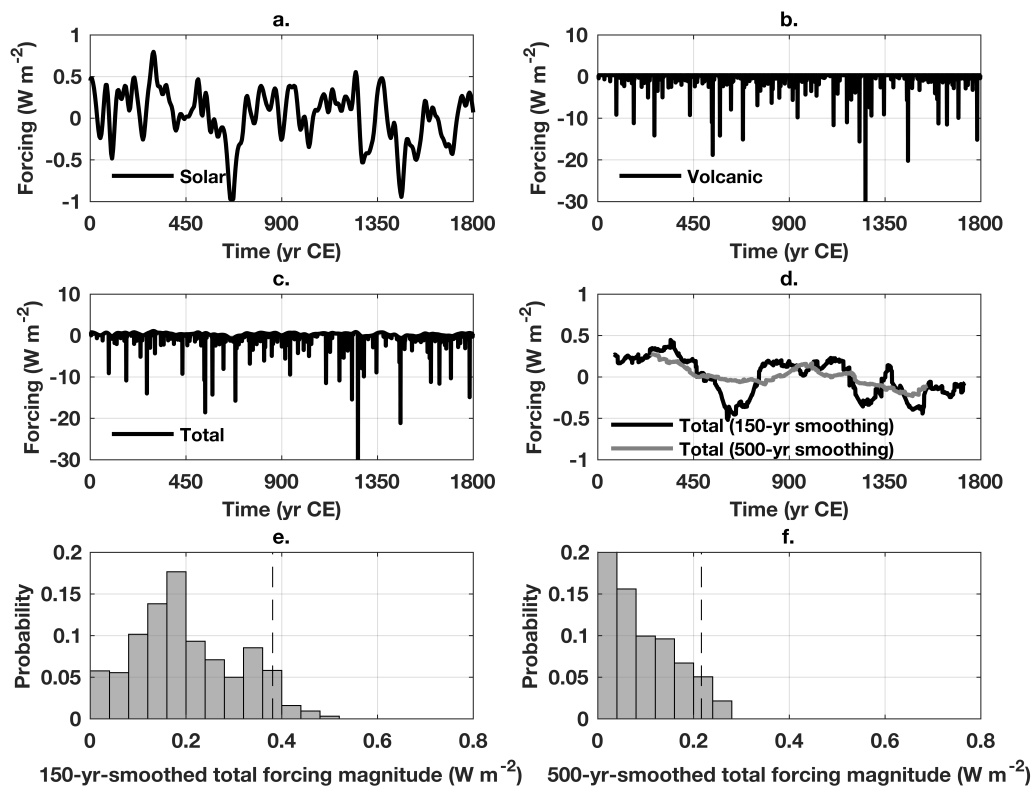 a.
1
0.5
0
-0.5
-1
Forcing (W m-2)
Solar
0 450 900 1350 1800
Time (yr CE)
b.
10
0
-10
-20
-30
Forcing (W m-2)
Volcanic
0 450 900 1350 1800
Time (yr CE)
c.
10
0
-10
-20
-30
Forcing (W m-2)
Total
0 450 900 1350 1800
Time (yr CE)
d.
1
0.5
0
-0.5
-1
Forcing (W m-2)
Total (150-yr smoothing)
Total (500-yr smoothing)
0 450 900 1350 1800
Time (yr CE)
e.
0.2
0.15
0.1
0.05
0
Probability
0 0.2 0.4 0.6 0.8
150-yr-smoothed total forcing magnitude (W m-2)
f.
0.2
0.15
0.1
0.05
0
Probability
0 0.2 0.4 0.6 0.8
500-yr-smoothed total forcing magnitude (W m-2)